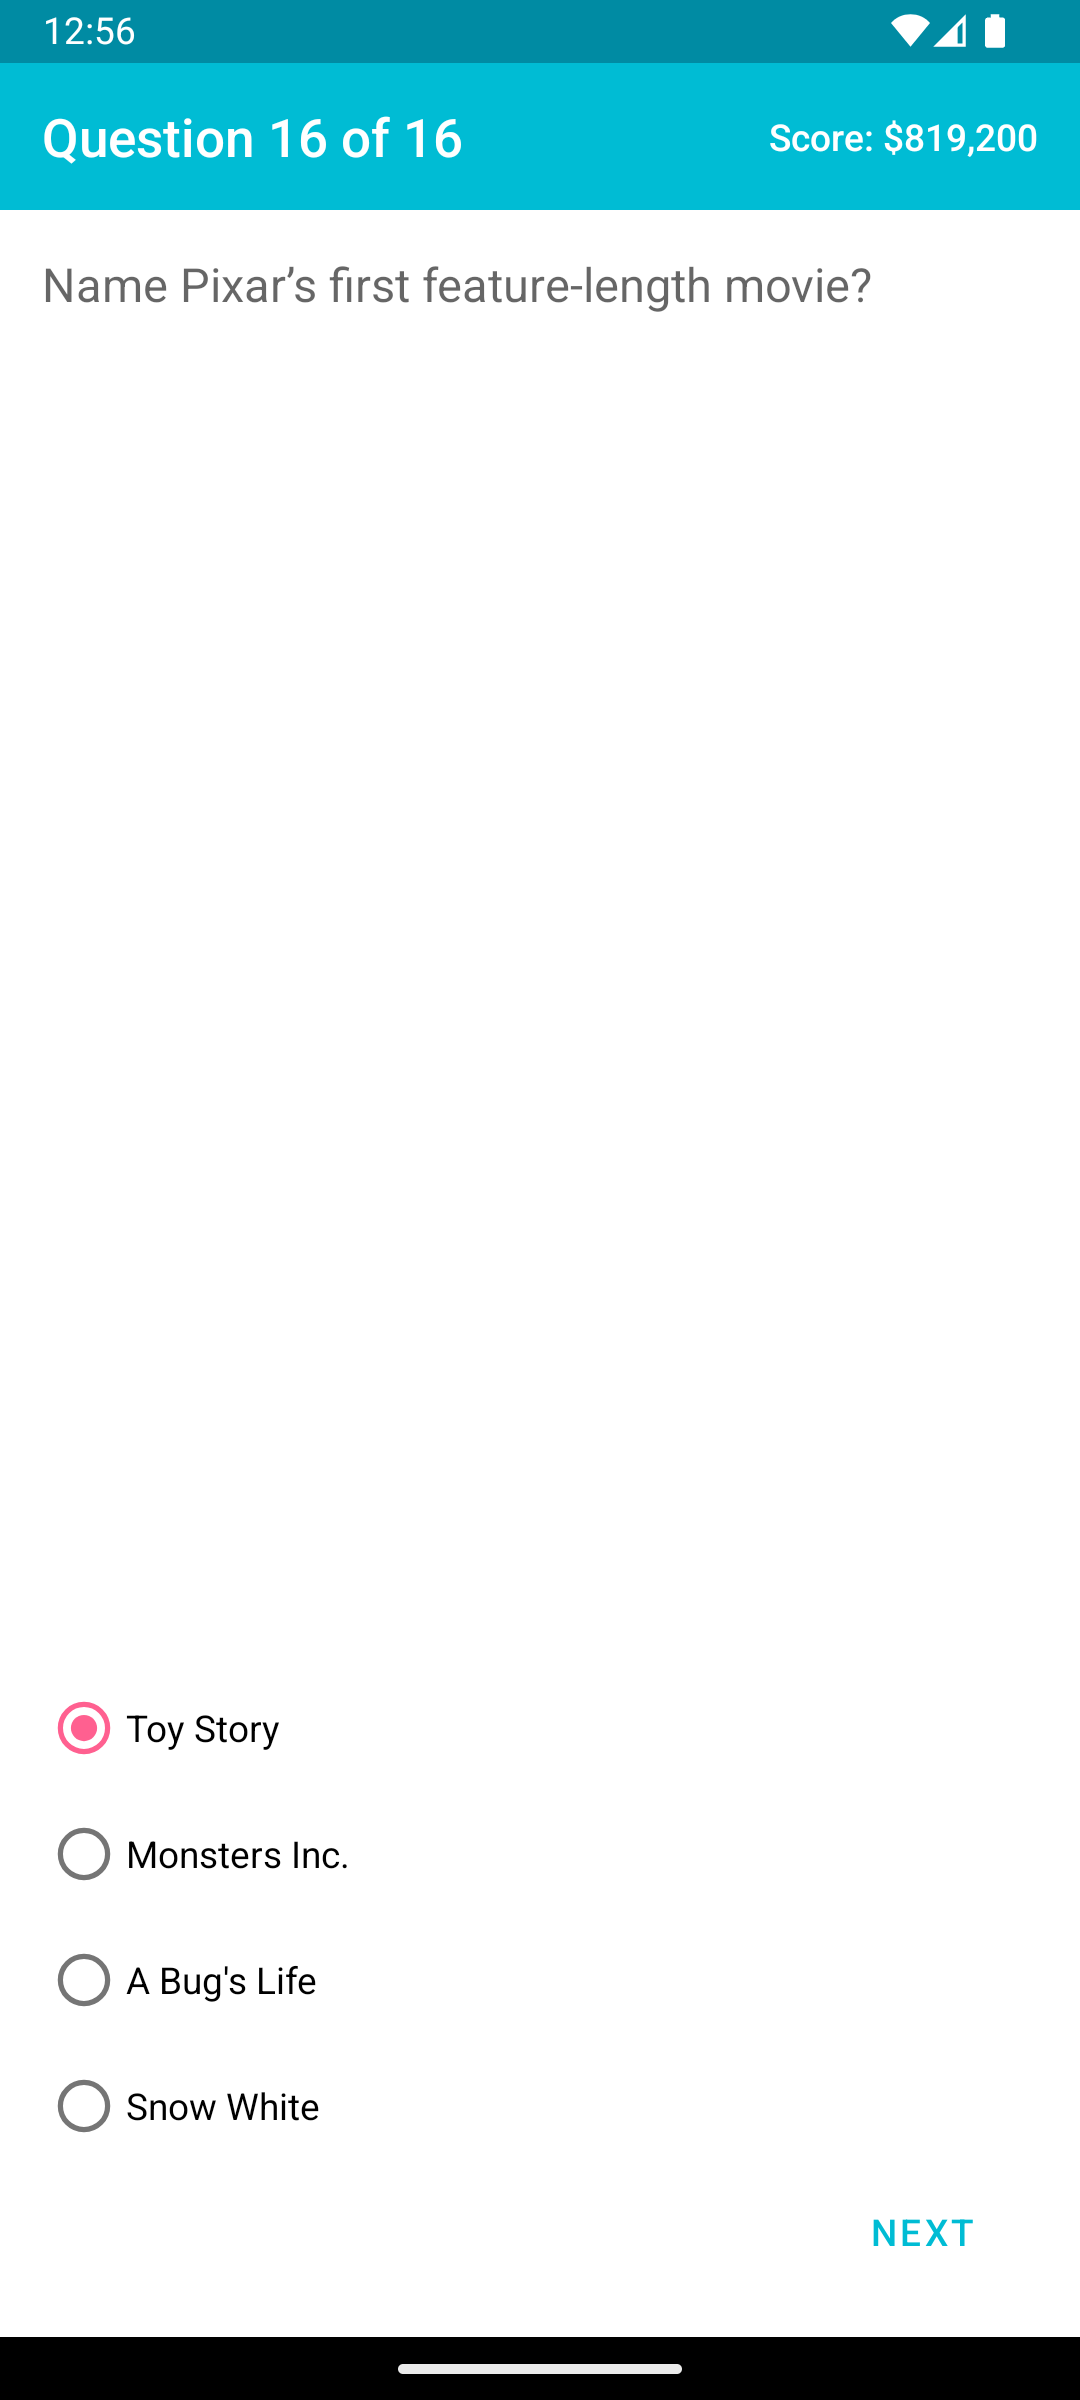 12:56
Question 16 of 16
Score: $819,200
Name Pixar’s first feature-length movie?
Toy Story
Monsters Inc.
A Bug's Life
Snow White
NEXT